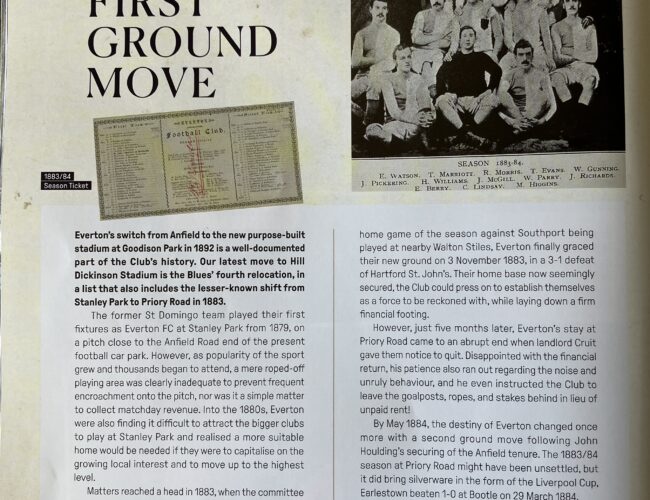 FIRST
GROUND
MOVE
EVERTON
Football Club.
1883/84
Season Ticket
SEASON 1883-84.
E. WATSON. T. MARRIOTT. R. MORRIS. T. EVANS. W. GUNNING.
J. PICKERING. H. WILLIAMS. J. McGILL. W. PARRY. J. RICHARDS.
E. BERRY. C. LINDSAY. M. HIGGINS.
Everton's switch from Anfield to the new purpose-built
stadium at Goodison Park in 1892 is a well-documented
part of the Club's history. Our latest move to Hill
Dickinson Stadium is the Blues' fourth relocation, in
a list that also includes the lesser-known shift from
Stanley Park to Priory Road in 1883.
The former St Domingo team played their first
fixtures as Everton FC at Stanley Park from 1879, on
a pitch close to the Anfield Road end of the present
football car park. However, as popularity of the sport
grew and thousands began to attend, a mere roped-off
playing area was clearly inadequate to prevent frequent
encroachment onto the pitch, nor was it a simple matter
to collect matchday revenue. Into the 1880s, Everton
were also finding it difficult to attract the bigger clubs
to play at Stanley Park and realised a more suitable
home would be needed if they were to capitalise on the
growing local interest and to move up to the highest
level.
Matters reached a head in 1883, when the committee
home game of the season against Southport being
played at nearby Walton Stiles, Everton finally graced
their new ground on 3 November 1883, in a 3-1 defeat
of Hartford St. John's. Their home base now seemingly
secured, the Club could press on to establish themselves
as a force to be reckoned with, while laying down a firm
financial footing.
However, just five months later, Everton's stay at
Priory Road came to an abrupt end when landlord Cruit
gave them notice to quit. Disappointed with the financial
return, his patience also ran out regarding the noise and
unruly behaviour, and he even instructed the Club to
leave the goalposts, ropes, and stakes behind in lieu of
unpaid rent!
By May 1884, the destiny of Everton changed once
more with a second ground move following John
Houlding's securing of the Anfield tenure. The 1883/84
season at Priory Road might have been unsettled, but
it did bring silverware in the form of the Liverpool Cup,
Earlestown beaten 1-0 at Bootle on 29 March 1884.